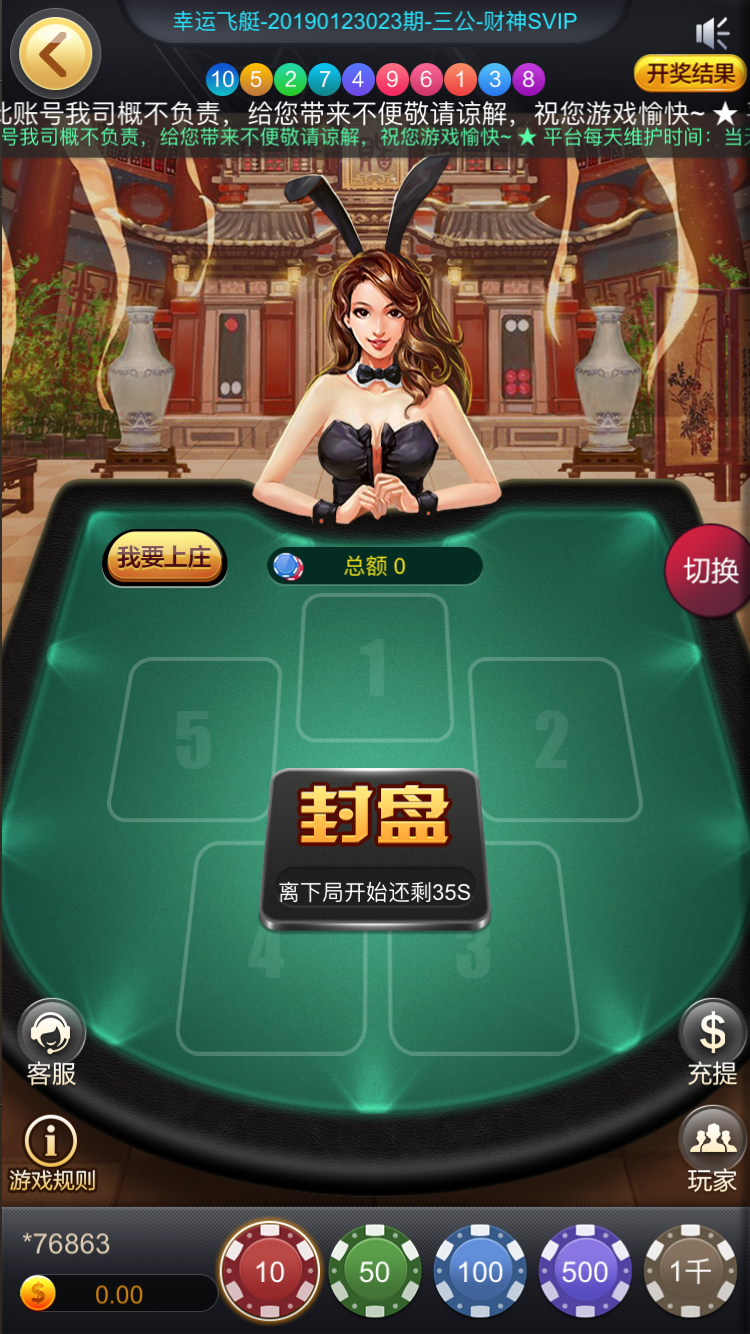 幸运飞艇-20190123023期-三公-财神SVIP
10 5 2 7 4 9 6 1 3 8
开奖结果
此账号我司概不负责，给您带来不便敬请谅解，祝您游戏愉快~ ★
号我司概不负责，给您带来不便敬请谅解，祝您游戏愉快~ ★ 平台每天维护时间：当天
我要上庄
总额 0
切换
1
5
2
封盘
离下局开始还剩35S
4
3
客服
$
充提
游戏规则
玩家
*76863
$ 0.00
10
50
100
500
1千